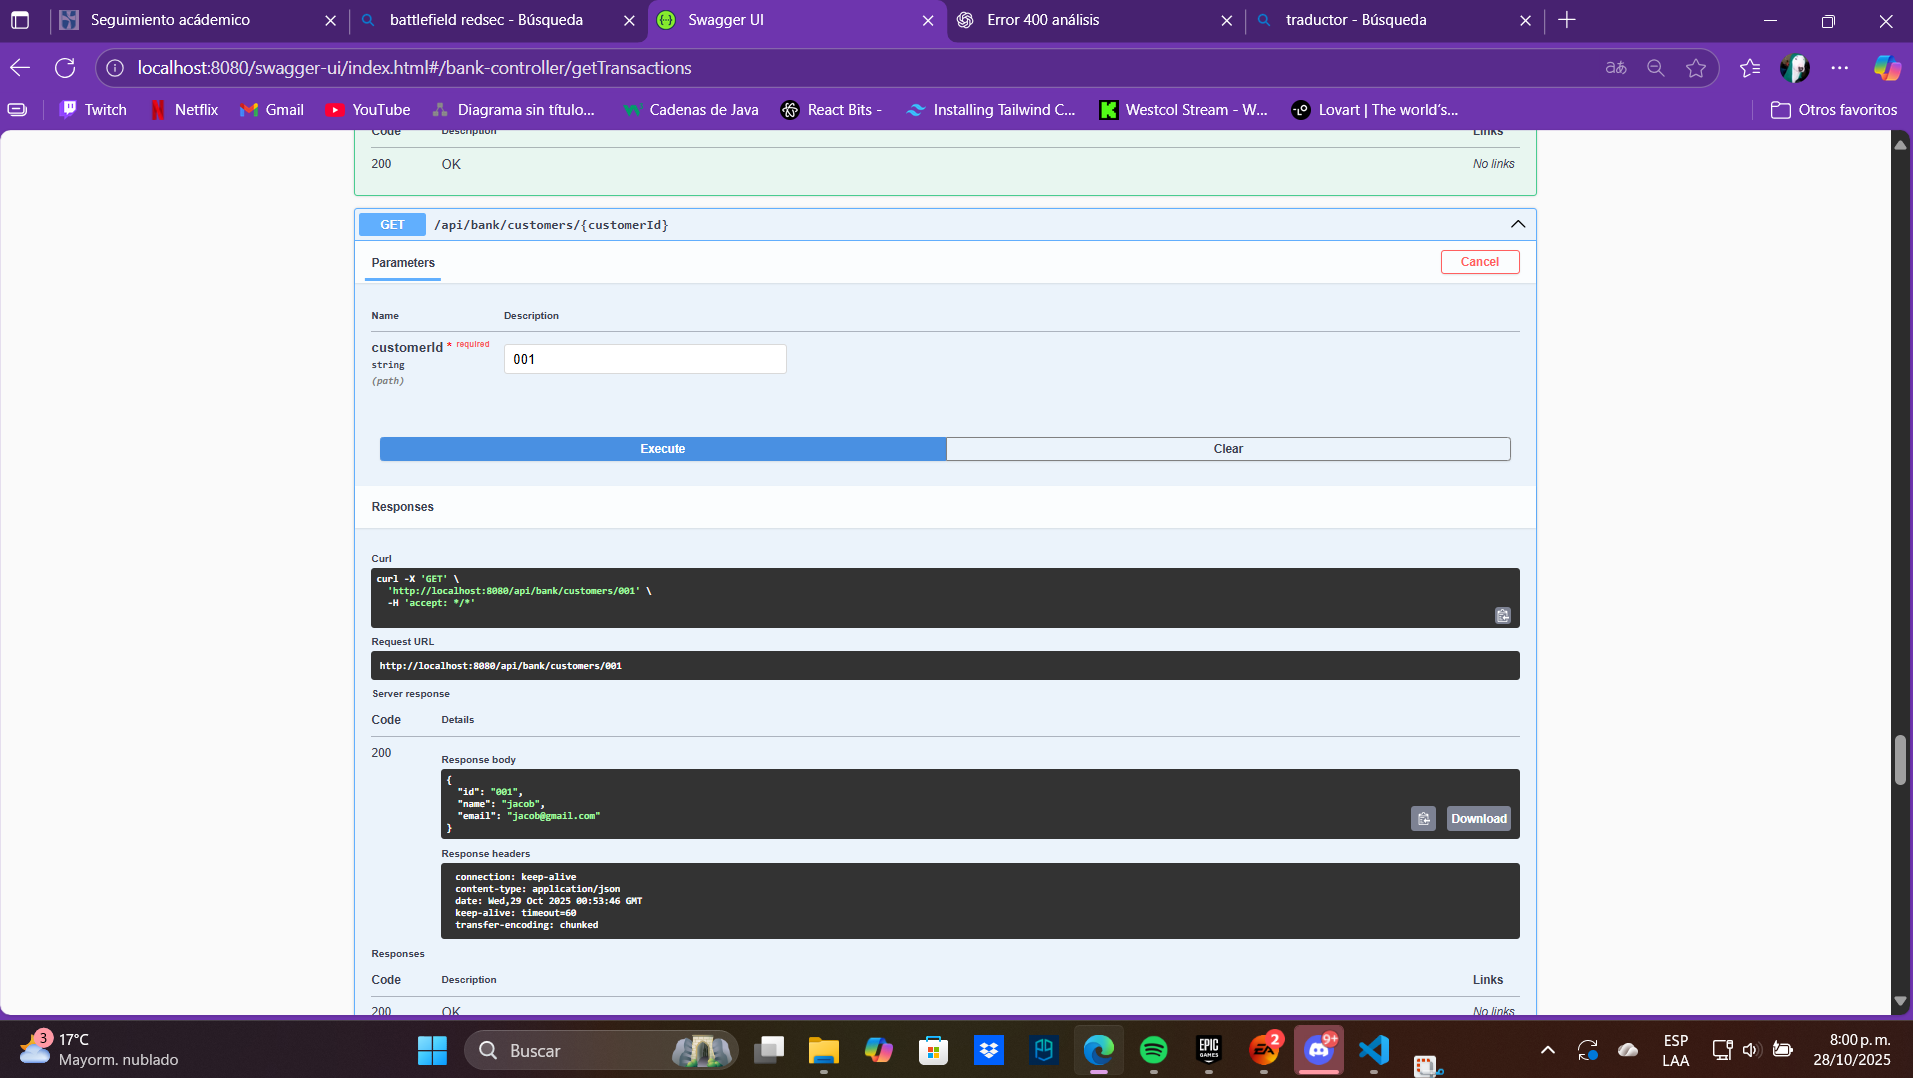 Seguimiento acádemico
battlefield redsec - Búsqueda
Swagger UI
Error 400 análisis
traductor - Búsqueda
localhost:8080/swagger-ui/index.html#/bank-controller/getTransactions
Twitch
Netflix
Gmail
YouTube
Diagrama sin título...
Cadenas de Java
React Bits -
Installing Tailwind C...
Westcol Stream - W...
Lovart | The world's...
Otros favoritos
Code Description Links
200 OK No links
GET /api/bank/customers/{customerId}
Parameters Cancel
Name Description
customerId * required
001
string
(path)
Execute Clear
Responses
Curl
curl -X 'GET' \
'http://localhost:8080/api/bank/customers/001' \
-H 'accept: */*'
Request URL
http://localhost:8080/api/bank/customers/001
Server response
Code Details
200
Response body
{
"id": "001",
"name": "jacob",
"email": "jacob@gmail.com"
}
Download
Response headers
connection: keep-alive
content-type: application/json
date: Wed,29 Oct 2025 00:53:46 GMT
keep-alive: timeout=60
transfer-encoding: chunked
Responses
Code Description Links
200 OK No links
3
17°C
Mayorm. nublado
Buscar
EPIC
GAMES
EA
2
9+
ESP
LAA
8:00 p. m.
28/10/2025